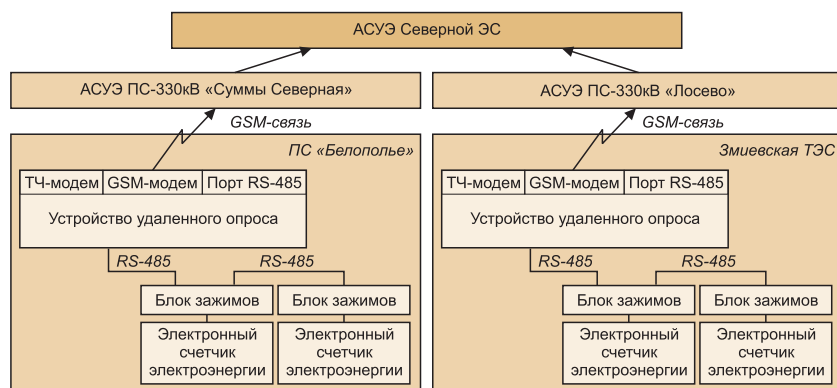 АСУЭ Северной ЭС
АСУЭ ПС-330кВ «Суммы Северная»
АСУЭ ПС-330кВ «Лосево»
GSM-связь
GSM-связь
ПС «Белополье»
Змиевская ТЭС
ТЧ-модем GSM-модем Порт RS-485
ТЧ-модем GSM-модем Порт RS-485
Устройство удаленного опроса
Устройство удаленного опроса
RS-485 RS-485
RS-485 RS-485
Блок зажимов Блок зажимов
Блок зажимов Блок зажимов
Электронный
счетчик
электроэнергии
Электронный
счетчик
электроэнергии
Электронный
счетчик
электроэнергии
Электронный
счетчик
электроэнергии